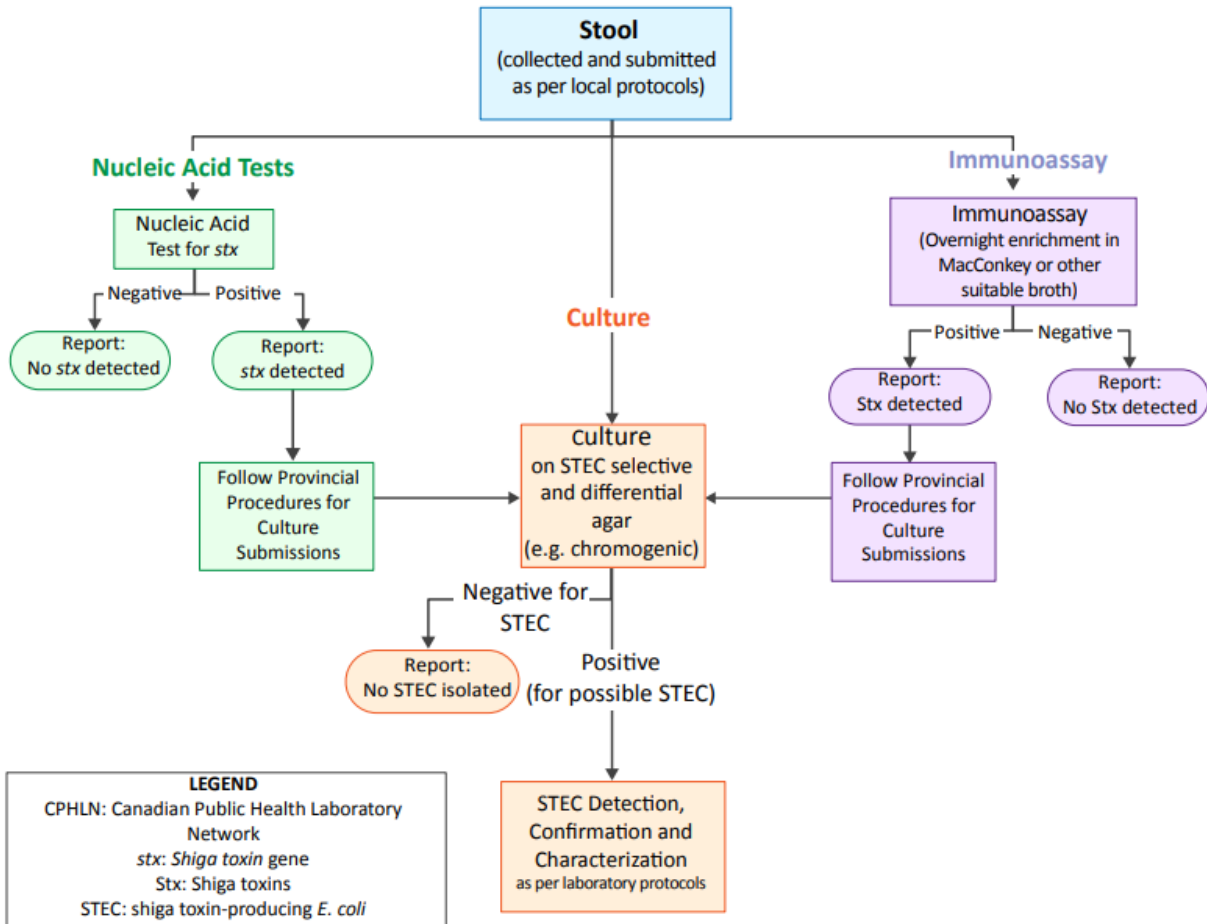 Stool
(collected and submitted
as per local protocols)
Nucleic Acid Tests
Immunoassay
Nucleic Acid
Test for stx
Immunoassay
(Overnight enrichment in
MacConkey or other
suitable broth)
Negative
Positive
Culture
Positive
Negative
Report:
No stx detected
Report:
stx detected
Report:
Stx detected
Report:
No Stx detected
Follow Provincial
Procedures for
Culture
Submissions
Culture
on STEC selective
and differential
agar
(e.g. chromogenic)
Follow Provincial
Procedures for
Culture
Submissions
Negative for
STEC
Report:
No STEC isolated
Positive
(for possible STEC)
STEC Detection,
Confirmation and
Characterization
as per laboratory protocols
LEGEND
CPHLN: Canadian Public Health Laboratory
Network
stx: Shiga toxin gene
Stx: Shiga toxins
STEC: shiga toxin-producing E. coli